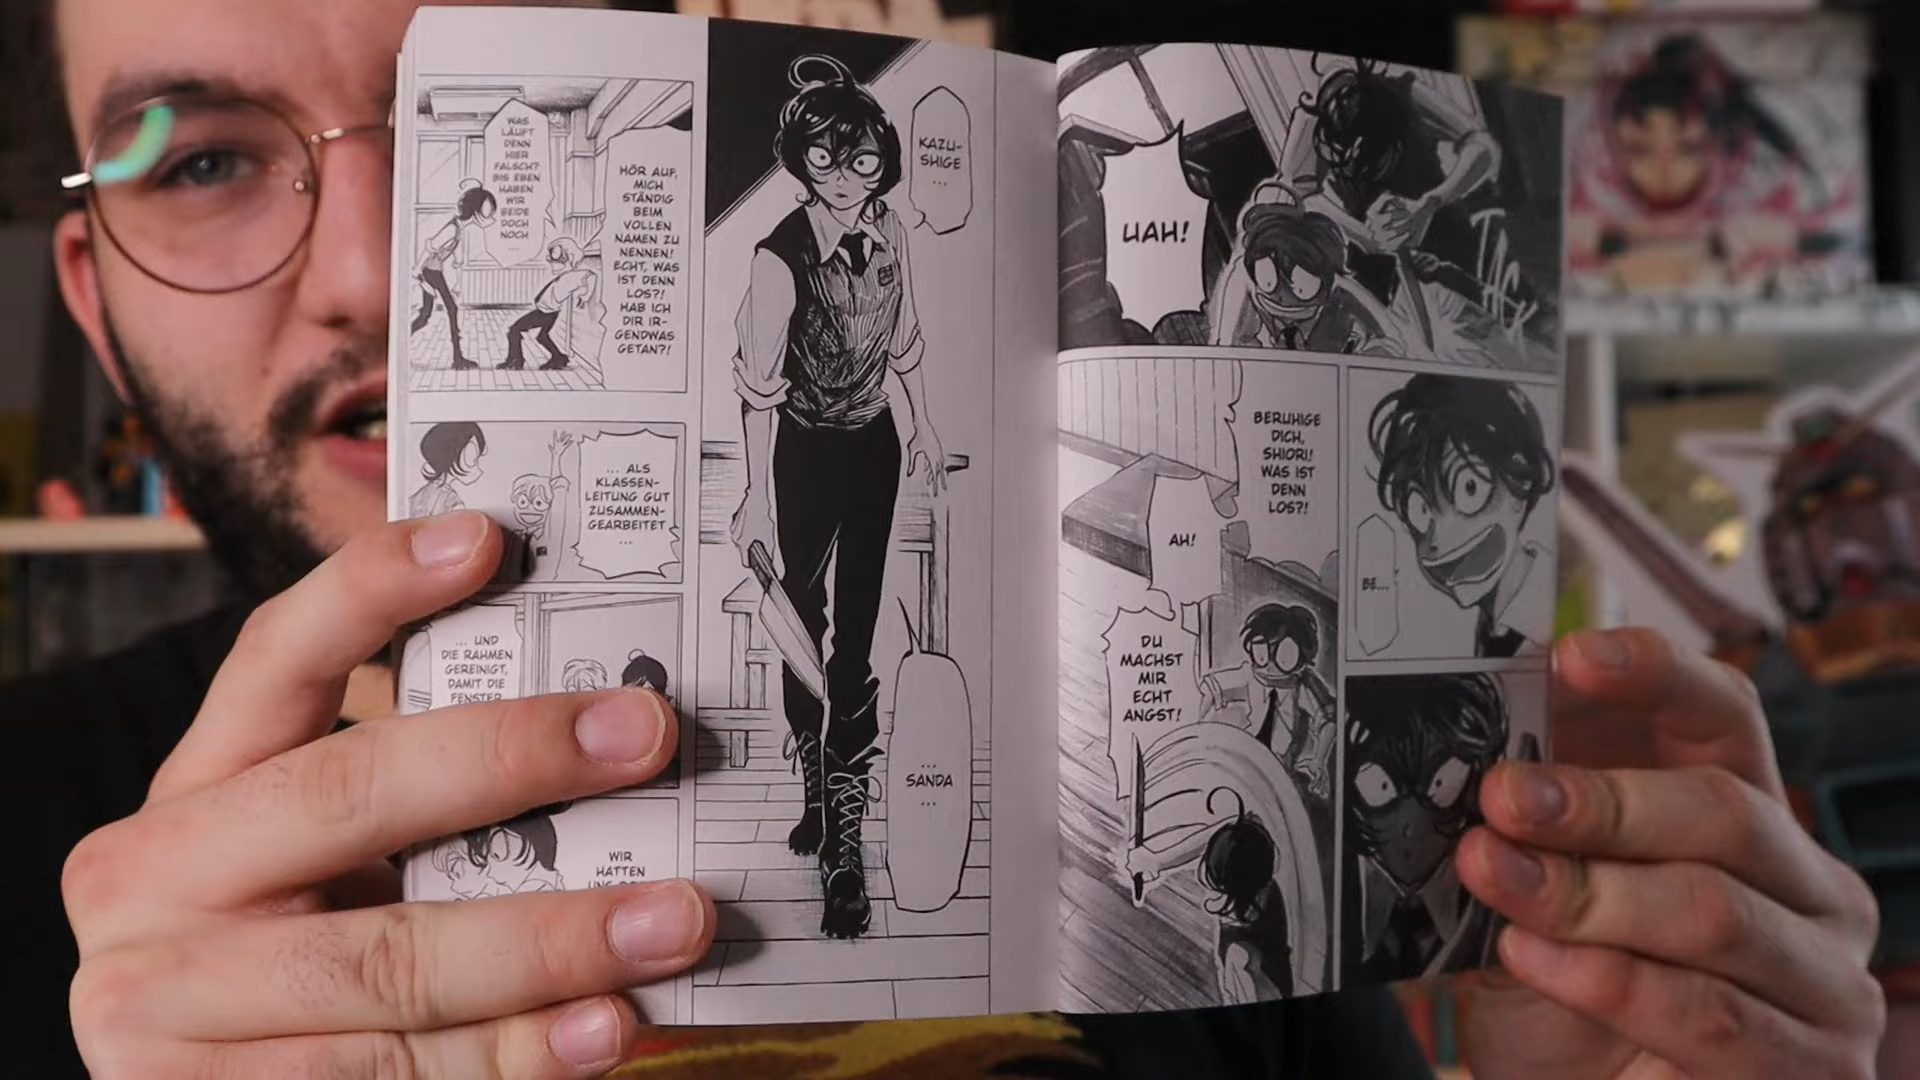 UAH!
TAK
BE...
BERUHIGE
DICH,
SHIORI!
WAS IST
DENN
LOS?!
AH!
DU
MACHST
MIR
ECHT
ANGST!
KAZU-
SHIGE
...
...
SANDA
...
HÖR AUF,
MICH
STÄNDIG
BEIM
VOLLEN
NAMEN ZU
NENNEN!
ECHT, WAS
IST DENN
LOS?!
HAB ICH
DIR IR-
GENDWAS
GETAN?!
WAS
LÄUFT
DENN
HIER
FALSCH?
BIS EBEN
HABEN
WIR
BEIDE
DOCH
NOCH
...
... ALS
KLASSEN-
LEITUNG GUT
ZUSAMMEN-
GEARBEITET
...
... UND
DIE RAHMEN
GEREINIGT,
DAMIT DIE
FENSTER
WIR
HATTEN